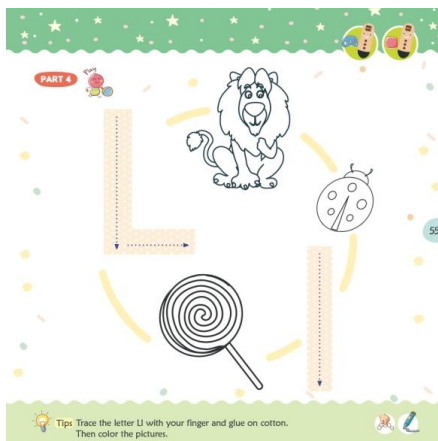 PART 4
Play
L
l
55
Tips Trace the letter Ll with your finger and glue on cotton.
Then color the pictures.